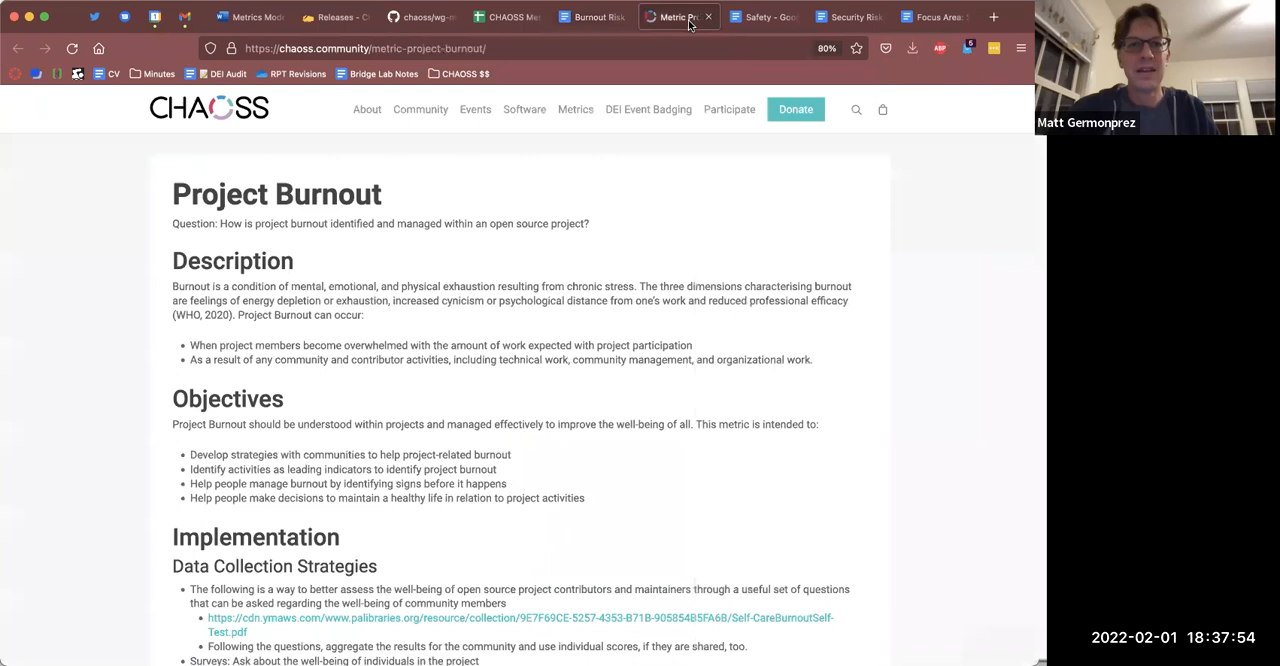 Metrics Mod
Releases - C
chaoss/wg-
CHAOSS Me
Burnout Risk
Metric Pr
Safety - Goo
Security Risk
Focus Area:
https://chaoss.community/metric-project-burnout/
80%
ABP
5
CV
Minutes
DEI Audit
RPT Revisions
Bridge Lab Notes
CHAOSS $$
CHAOSS
About
Community
Events
Software
Metrics
DEI Event Badging
Participate
Donate
Matt Germonprez
Project Burnout
Question: How is project burnout identified and managed within an open source project?
Description
Burnout is a condition of mental, emotional, and physical exhaustion resulting from chronic stress. The three dimensions characterising burnout
are feelings of energy depletion or exhaustion, increased cynicism or psychological distance from one's work and reduced professional efficacy
(WHO, 2020). Project Burnout can occur:
• When project members become overwhelmed with the amount of work expected with project participation
• As a result of any community and contributor activities, including technical work, community management, and organizational work.
Objectives
Project Burnout should be understood within projects and managed effectively to improve the well-being of all. This metric is intended to:
• Develop strategies with communities to help project-related burnout
• Identify activities as leading indicators to identify project burnout
• Help people manage burnout by identifying signs before it happens
• Help people make decisions to maintain a healthy life in relation to project activities
Implementation
Data Collection Strategies
• The following is a way to better assess the well-being of open source project contributors and maintainers through a useful set of questions
that can be asked regarding the well-being of community members
• https://cdn.ymaws.com/www.palibraries.org/resource/collection/9E7F69CE-5257-4353-B71B-905854B5FA6B/Self-CareBurnoutSelf-
Test.pdf
• Following the questions, aggregate the results for the community and use individual scores, if they are shared, too.
• Surveys: Ask about the well-being of individuals in the project
2022-02-01 18:37:54